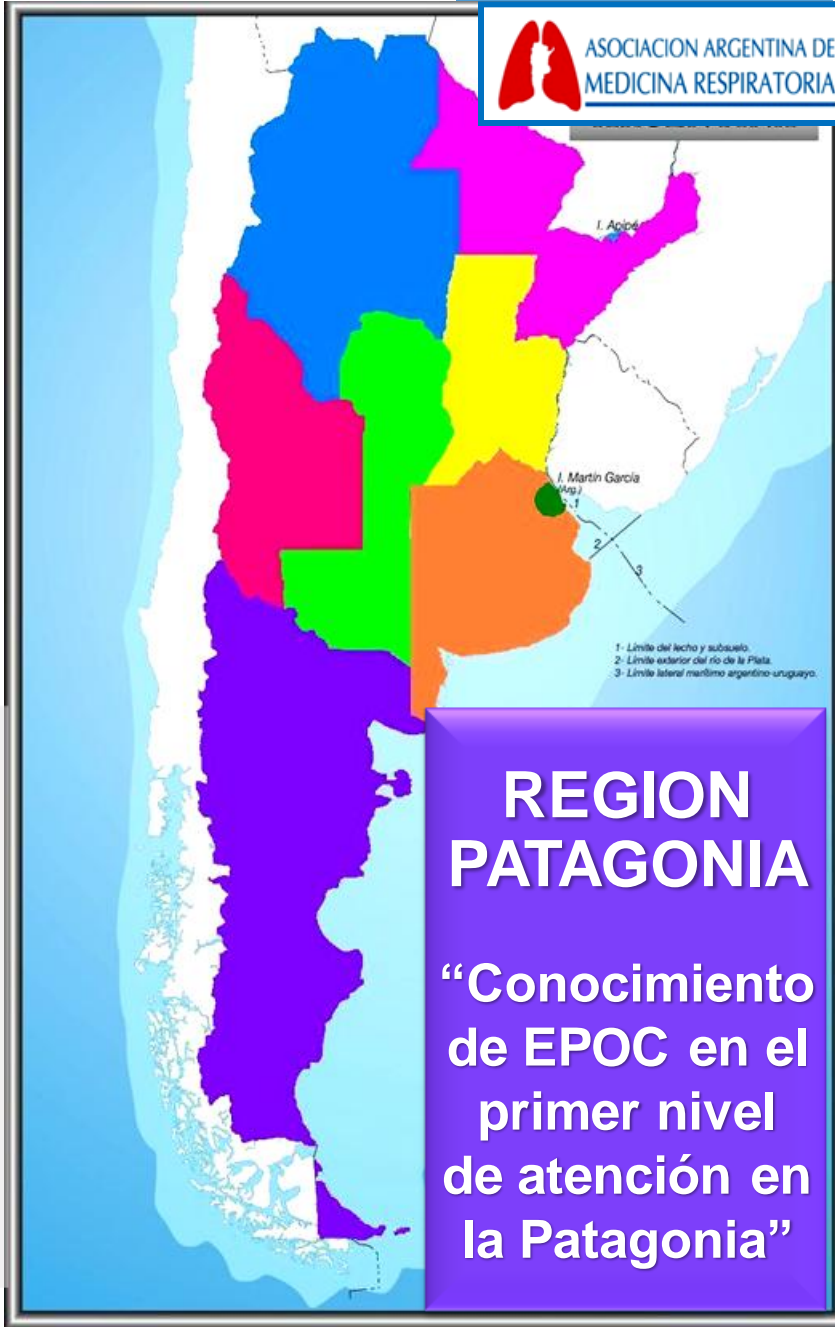 ASOCIACION ARGENTINA DE
MEDICINA RESPIRATORIA
I. Apipé
I. Martín García
(Arg.)
1
2
3
1- Límite del lecho y subsuelo.
2- Límite exterior del río de la Plata.
3- Límite lateral marítimo argentino-uruguayo.
REGION
PATAGONIA
“Conocimiento
de EPOC en el
primer nivel
de atención en
la Patagonia”